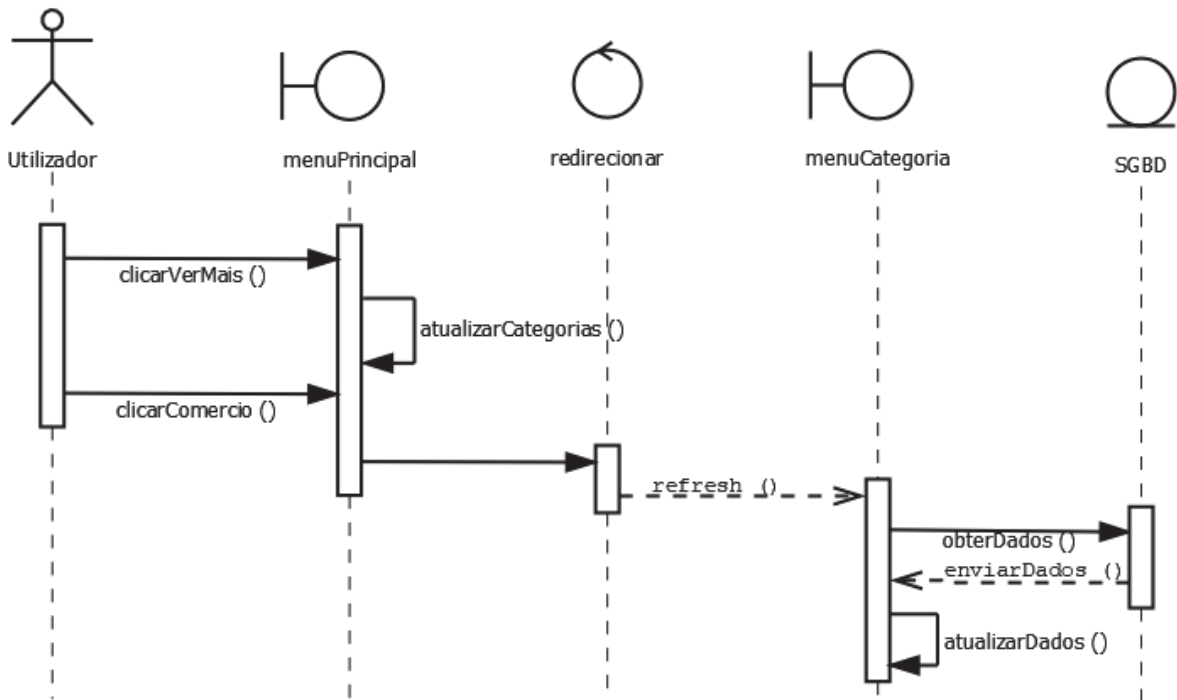 Utilizador
menuPrincipal
redirecionar
menuCategoria
SGBD
clicarVerMais ()
atualizarCategorias ()
clicarComercio ()
refresh ()
obterDados ()
enviarDados ()
atualizarDados ()